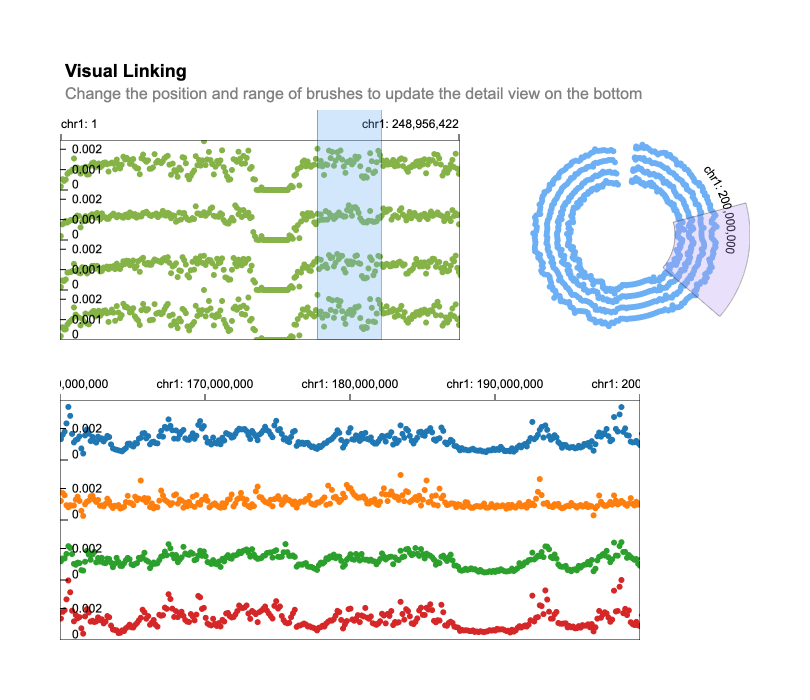 Visual Linking
Change the position and range of brushes to update the detail view on the bottom
chr1: 1
chr1: 248,956,422
0.002
0.001
0
0.002
0.001
0
0.002
0.001
0
0.002
0.001
0
chr1: 200,000,000
0,000,000
chr1: 170,000,000
chr1: 180,000,000
chr1: 190,000,000
chr1: 200
0.002
0
0.002
0
0.002
0
0.002
0